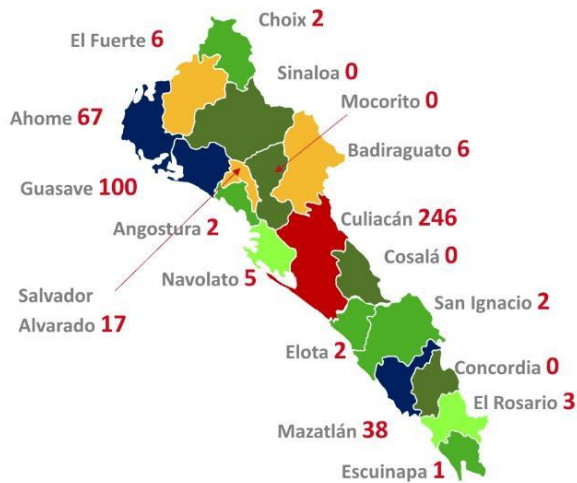 Choix 2
El Fuerte 6
Sinaloa 0
Mocorito 0
Ahome 67
Badiraguato 6
Guasave 100
Culiacán 246
Angostura 2
Cosalá 0
Navolato 5
Salvador
Alvarado 17
San Ignacio 2
Elota 2
Concordia 0
El Rosario 3
Mazatlán 38
Escuinapa 1